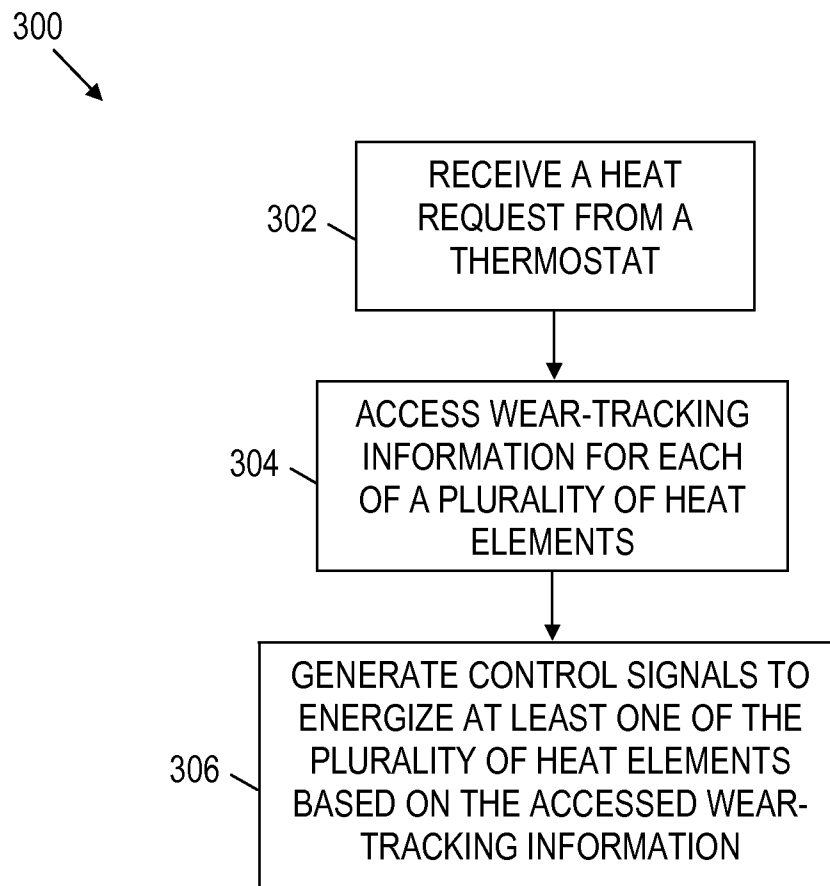 300
RECEIVE A HEAT
REQUEST FROM A
THERMOSTAT
302
ACCESS WEAR-TRACKING
INFORMATION FOR EACH
OF A PLURALITY OF HEAT
ELEMENTS
304
GENERATE CONTROL SIGNALS TO
ENERGIZE AT LEAST ONE OF THE
PLURALITY OF HEAT ELEMENTS
BASED ON THE ACCESSED WEAR-
TRACKING INFORMATION
306